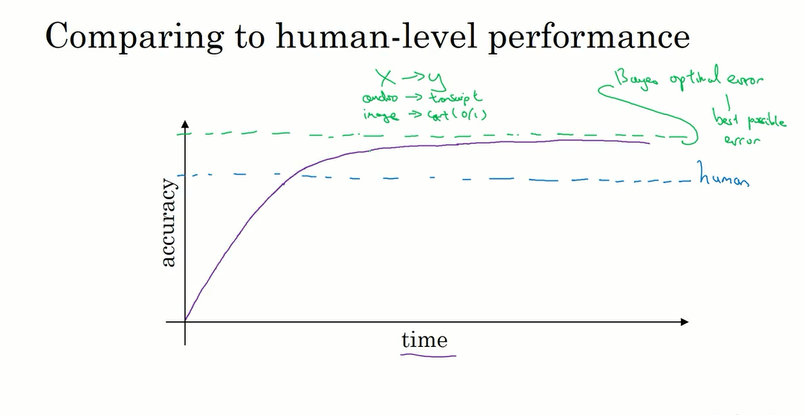 Comparing to human-level performance
x → y
audio → transcript
image → cat (0/1)
Bayes optimal error
best possible
error
human
accuracy
time